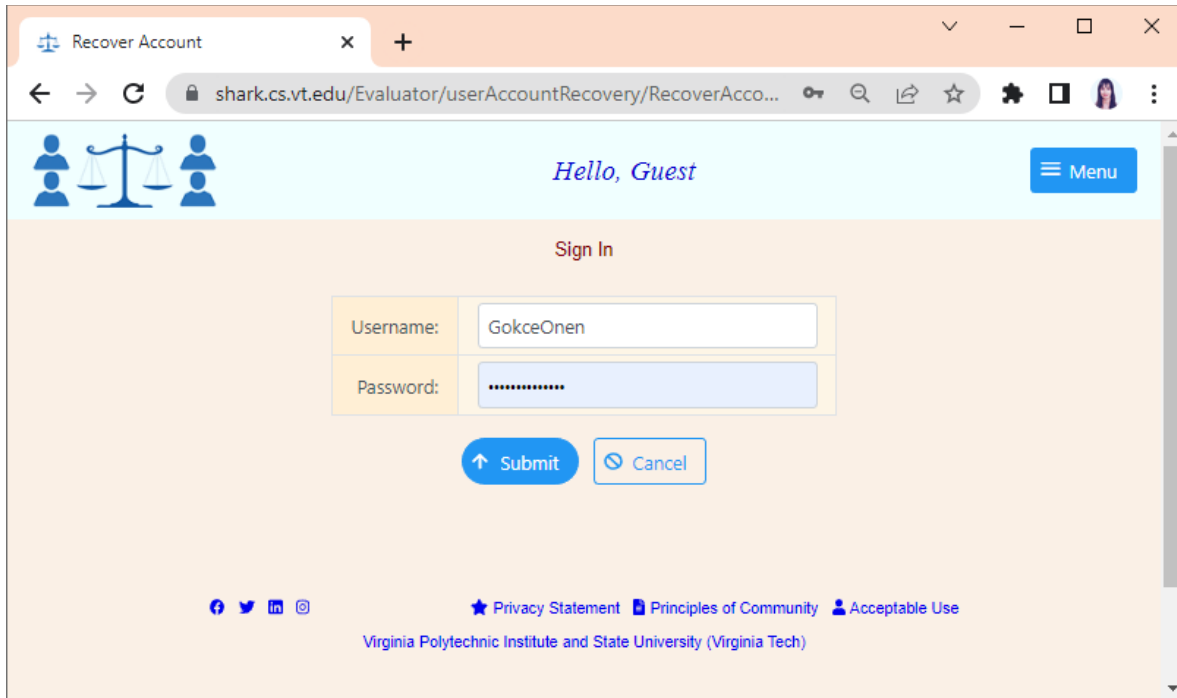 Recover Account
shark.cs.vt.edu/Evaluator/userAccountRecovery/RecoverAcco...
Hello, Guest
Menu
Sign In
Username: GokceOnen
Password: ••••••••••••••
Submit Cancel
Privacy Statement Principles of Community Acceptable Use
Virginia Polytechnic Institute and State University (Virginia Tech)